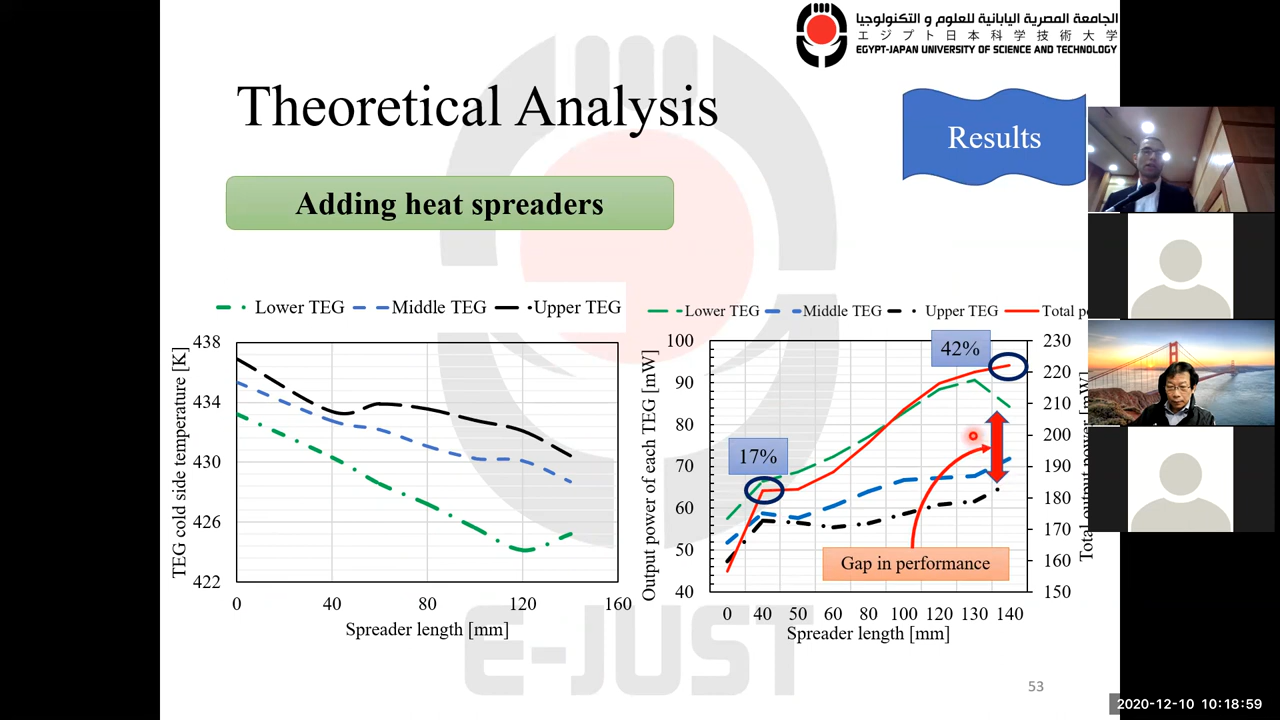 الجامعة المصرية اليابانية للعلوم و التكنولوجيا
エジプト日本科学技術大学
EGYPT-JAPAN UNIVERSITY OF SCIENCE AND TECHNOLOGY
Theoretical Analysis
Results
Adding heat spreaders
Lower TEG Middle TEG Upper TEG
Lower TEG Middle TEG Upper TEG Total
TEG cold side temperature [K]
438
434
430
426
422
0 40 80 120 160
Spreader length [mm]
Output power of each TEG [mW]
100
90
80
70
60
50
40
42%
17%
Gap in performance
230
220
210
200
190
180
170
160
150
Total output power [mW]
0 40 50 60 80 100 120 130 140
Spreader length [mm]
E-JUST
53
2020-12-10 10:18:59